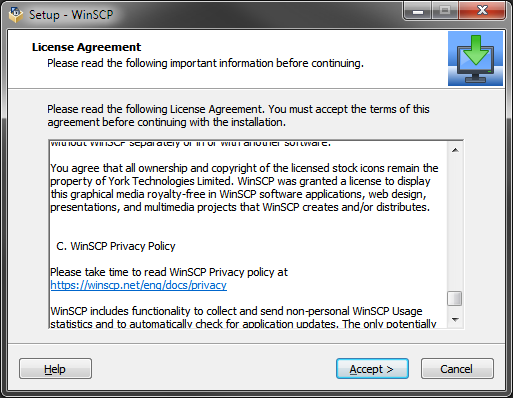 Setup - WinSCP
License Agreement
Please read the following important information before continuing.
Please read the following License Agreement. You must accept the terms of this
agreement before continuing with the installation.
without WinSCP separately or in or with another software.
You agree that all ownership and copyright of the licensed stock icons remain the
property of York Technologies Limited. WinSCP was granted a license to display
this graphical media royalty-free in WinSCP software applications, web design,
presentations, and multimedia projects that WinSCP creates and/or distributes.
C. WinSCP Privacy Policy
Please take time to read WinSCP Privacy policy at
https://winscp.net/eng/docs/privacy
WinSCP includes functionality to collect and send non-personal WinSCP Usage
statistics and to automatically check for application updates. The only potentially
Help
Accept >
Cancel